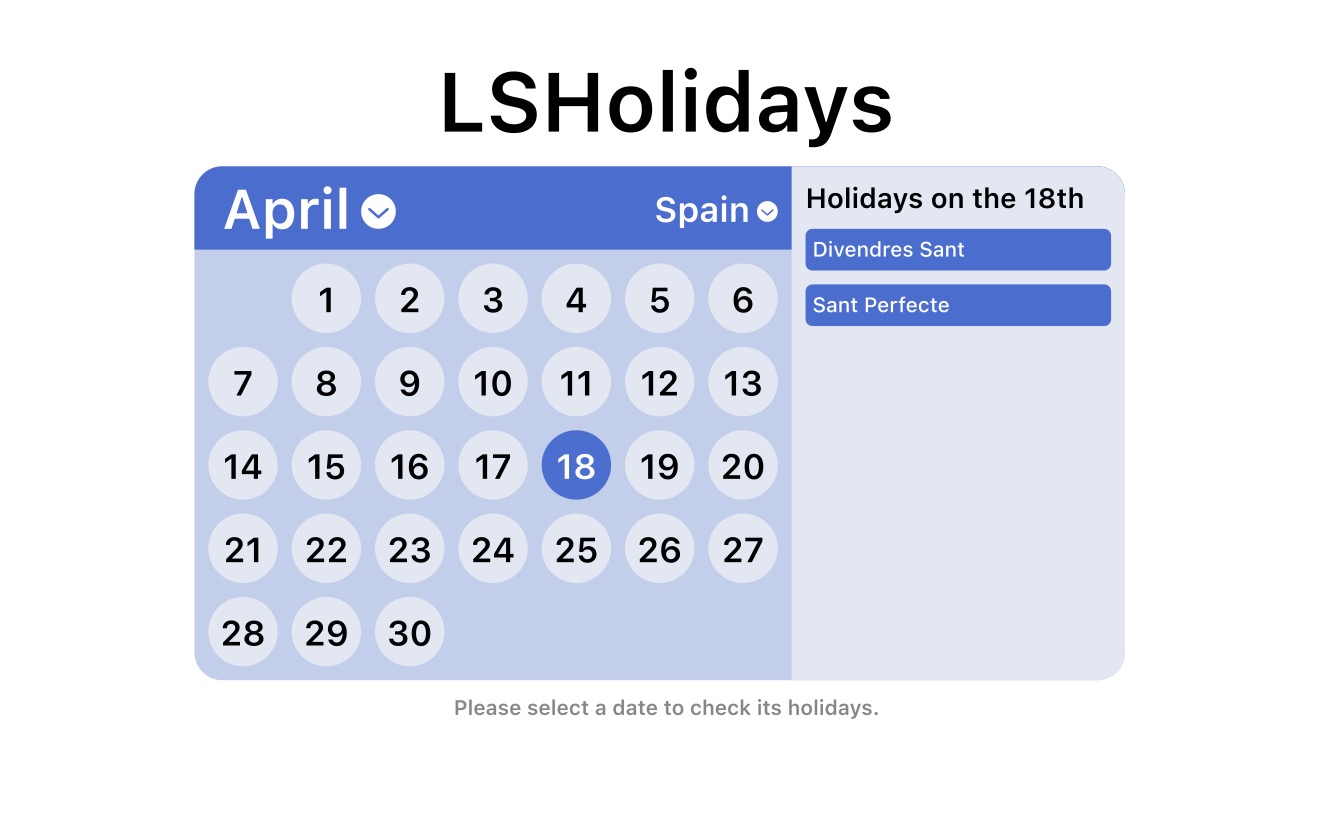 LSHolidays
April
Spain
1 2 3 4 5 6
7 8 9 10 11 12 13
14 15 16 17 18 19 20
21 22 23 24 25 26 27
28 29 30
Holidays on the 18th
Divendres Sant
Sant Perfecte
Please select a date to check its holidays.